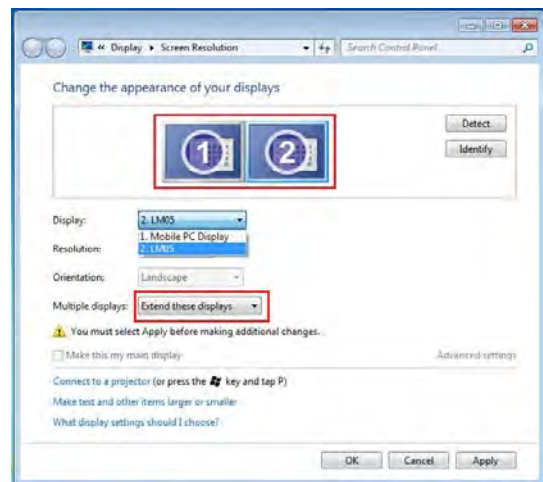 « Display ▸ Screen Resolution
Search Control Panel
Change the appearance of your displays
1
2
Detect
Identify
Display: 2. LM05
1. Mobile PC Display
2. LM05
Resolution:
Orientation: Landscape
Multiple displays: Extend these displays
You must select Apply before making additional changes.
Make this my main display
Advanced settings
Connect to a projector (or press the key and tap P)
Make text and other items larger or smaller
What display settings should I choose?
OK Cancel Apply